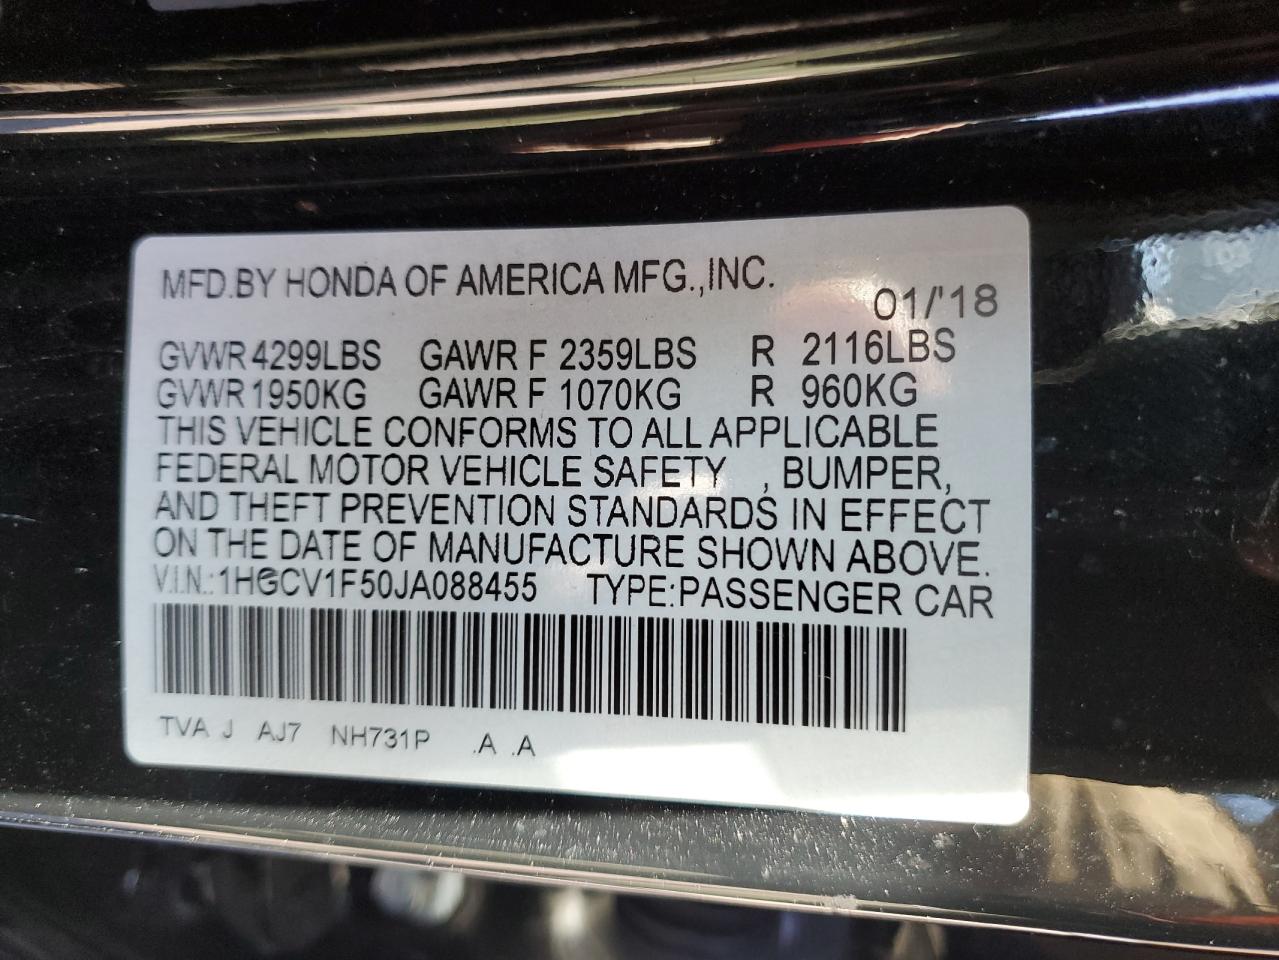 MFD.BY HONDA OF AMERICA MFG.,INC.
01/'18
GVWR 4299LBS GAWR F 2359LBS R 2116LBS
GVWR 1950KG GAWR F 1070KG R 960KG
THIS VEHICLE CONFORMS TO ALL APPLICABLE
FEDERAL MOTOR VEHICLE SAFETY , BUMPER,
AND THEFT PREVENTION STANDARDS IN EFFECT
ON THE DATE OF MANUFACTURE SHOWN ABOVE.
V.I.N.:1HGCV1F50JA088455 TYPE:PASSENGER CAR
TVA J AJ7 NH731P .A .A